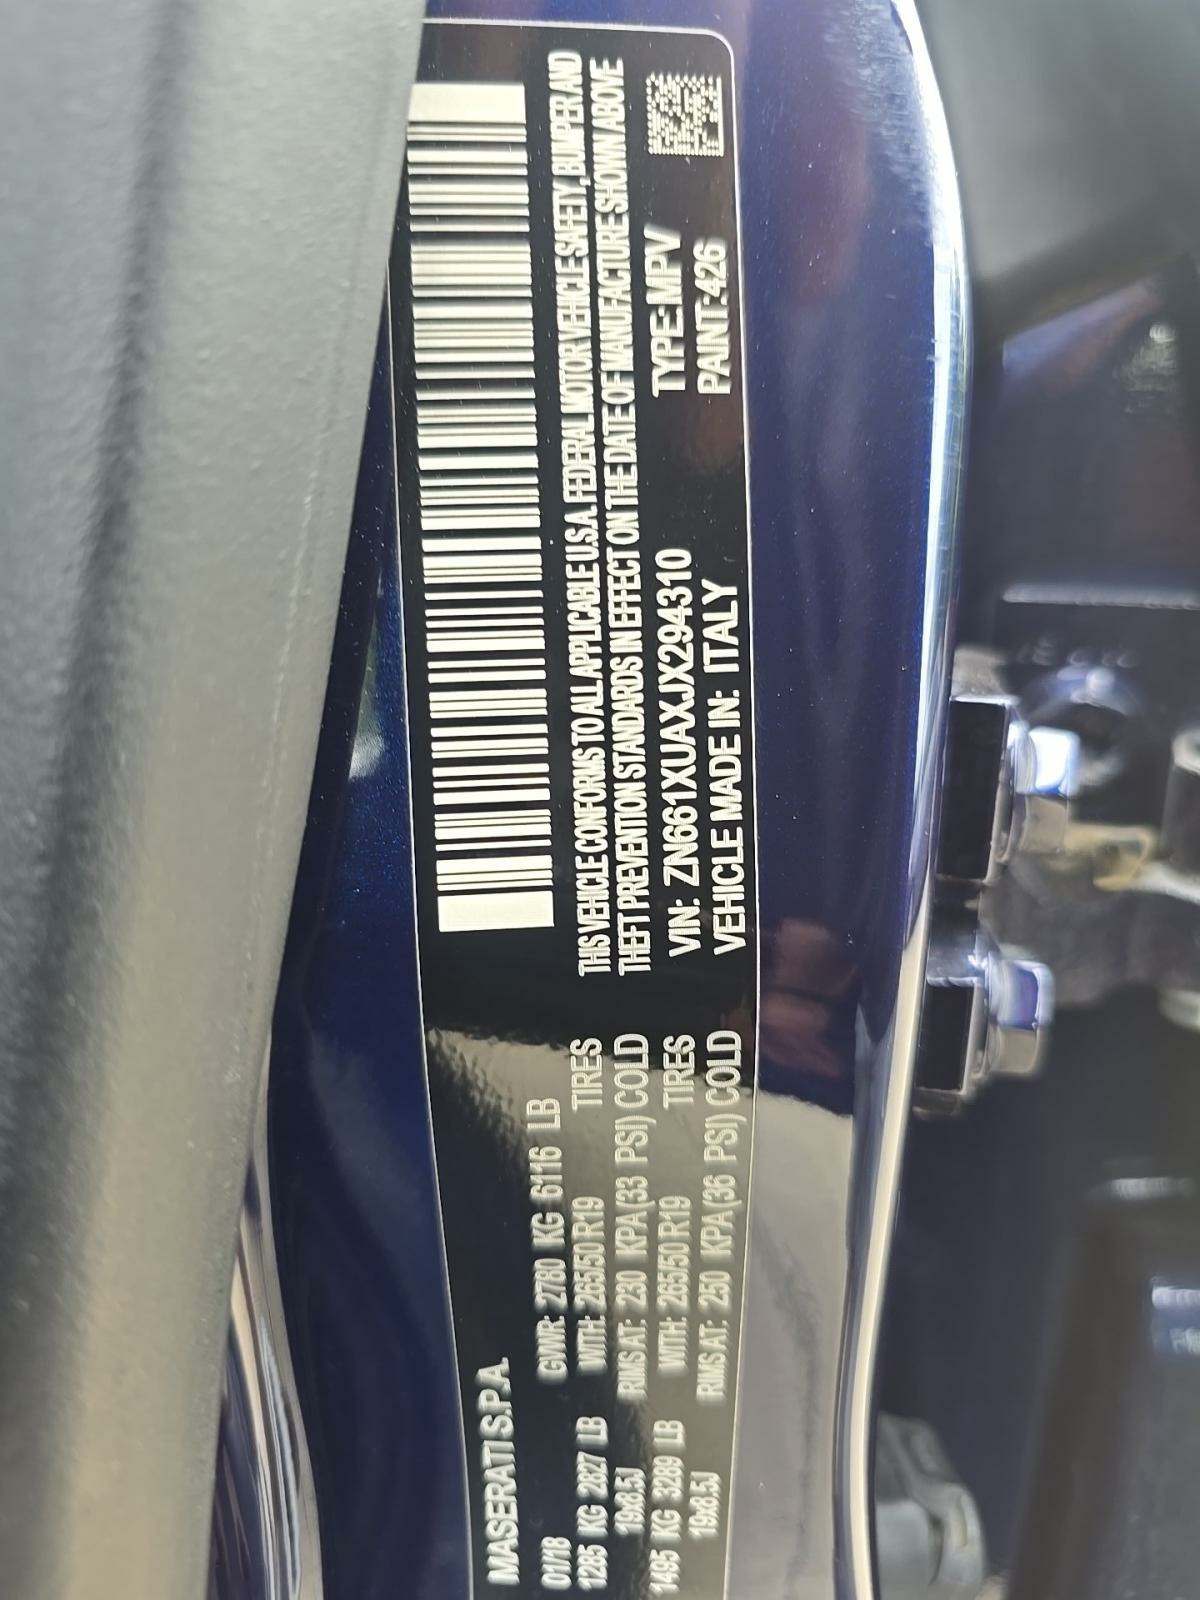 MASERATI S.P.A.
01/18 GVWR: 2780 KG 6116 LB
1285 KG 2827 LB WITH: 265/50 R19 TIRES
19x8.5J RIMS AT: 230 KPA (33 PSI) COLD
1495 KG 3289 LB WITH: 265/50 R19 TIRES
19x8.5J RIMS AT: 250 KPA (36 PSI) COLD
THIS VEHICLE CONFORMS TO ALL APPLICABLE U.S.A. FEDERAL MOTOR VEHICLE SAFETY, BUMPER AND
THEFT PREVENTION STANDARDS IN EFFECT ON THE DATE OF MANUFACTURE SHOWN ABOVE
VIN: ZN661XUAXJX294310 TYPE: MPV
VEHICLE MADE IN: ITALY PAINT: 426